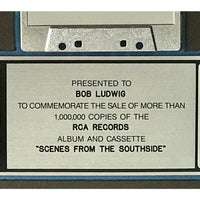 PRESENTED TO
BOB LUDWIG
TO COMMEMORATE THE SALE OF MORE THAN
1,000,000 COPIES OF THE
RCA RECORDS
ALBUM AND CASSETTE
"SCENES FROM THE SOUTHSIDE"